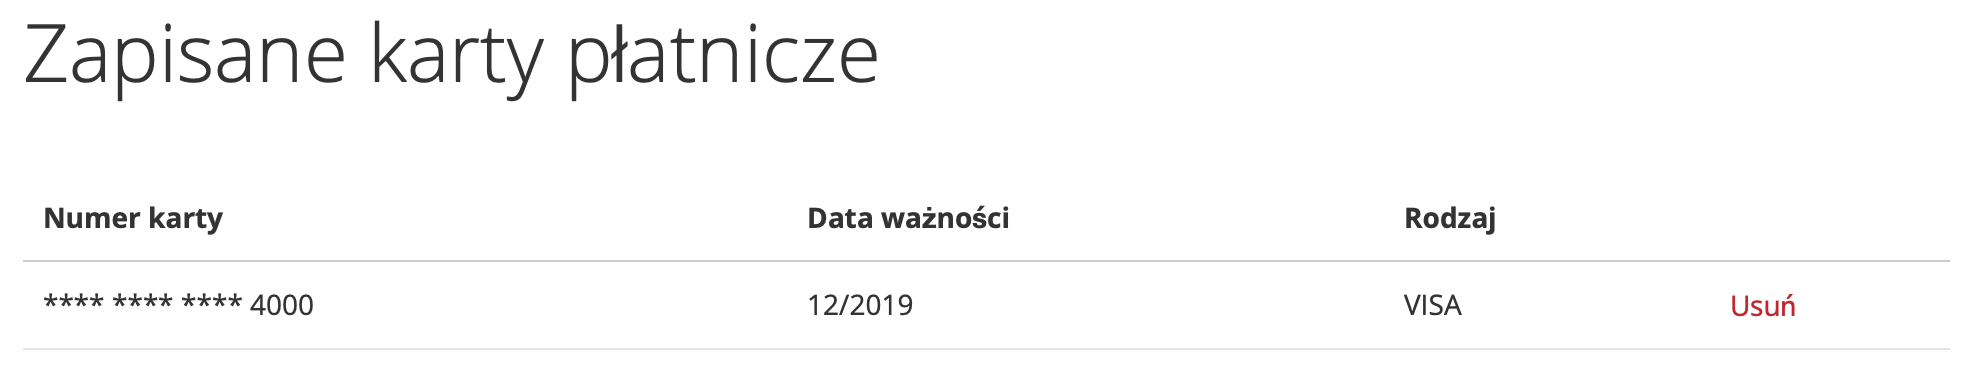 Zapisane karty płatnicze
Numer karty Data ważności Rodzaj
**** **** **** 4000 12/2019 VISA Usuń